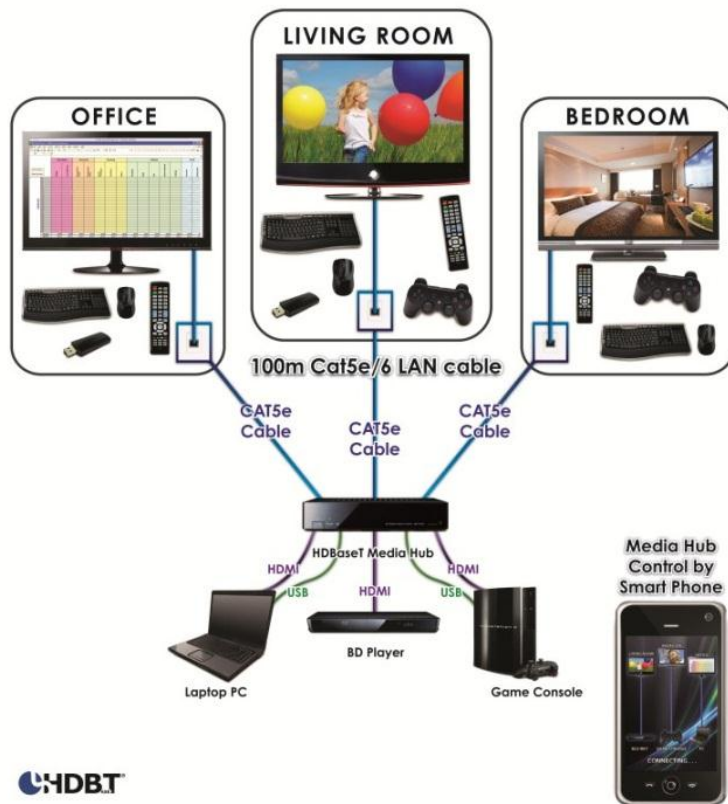 LIVING ROOM
OFFICE
BEDROOM
100m Cat5e/6 LAN cable
CAT5e
Cable
CAT5e
Cable
CAT5e
Cable
HDBaseT Media Hub
HDMI
USB
HDMI
USB
HDMI
Laptop PC
BD Player
Game Console
Media Hub
Control by
Smart Phone
LIVING ROOM
CONNECTING...
HDBT